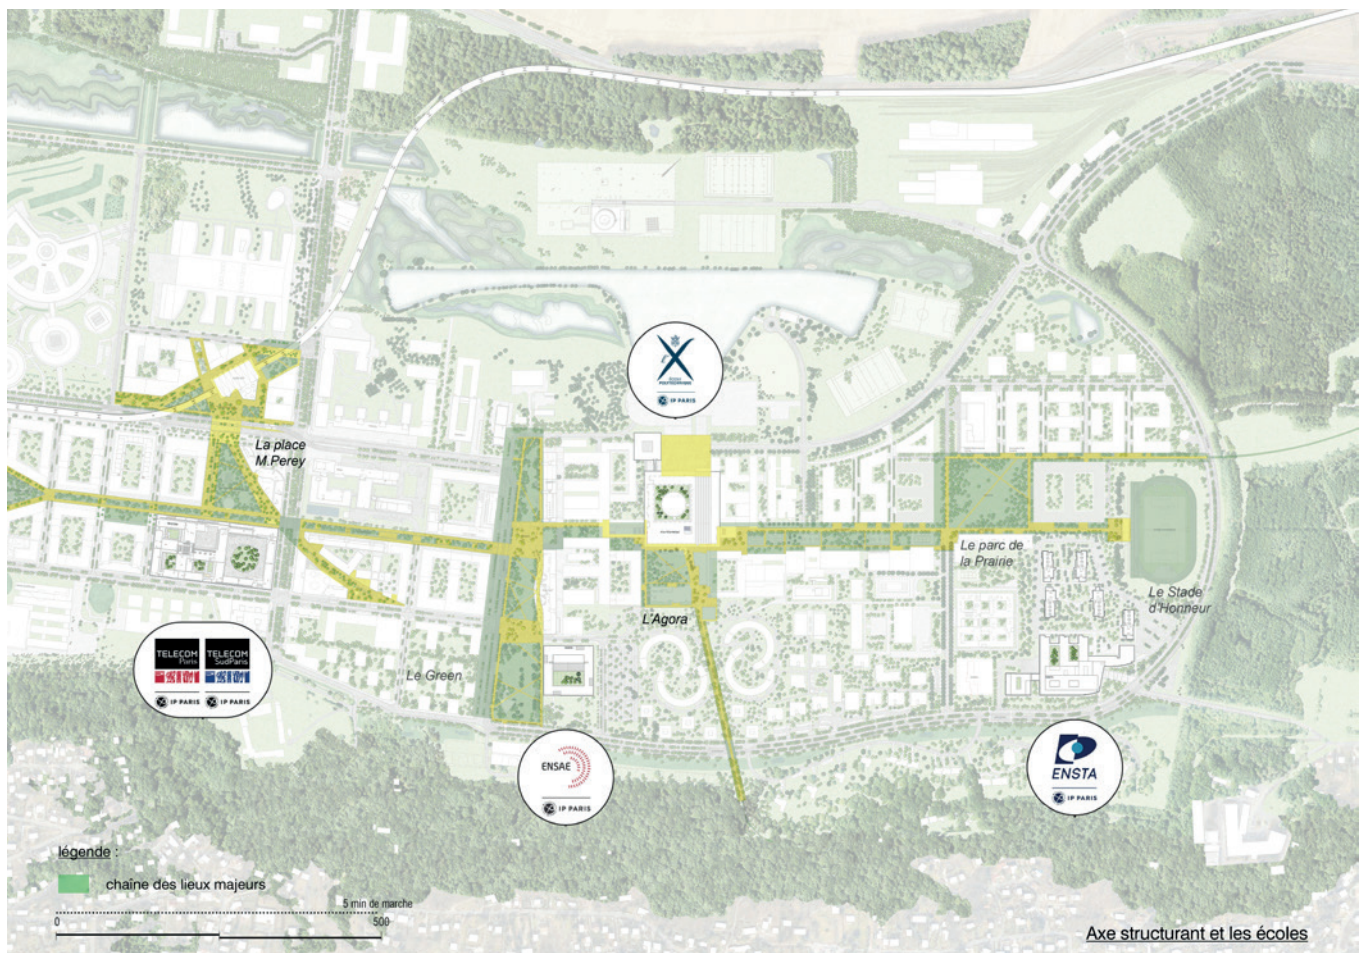 ÉCOLE
POLYTECHNIQUE
IP PARIS
La place
M.Perey
Le parc de
la Prairie
Le Stade
d'Honneur
L'Agora
Le Green
TELECOM
Paris
TELECOM
SudParis
IP PARIS
IP PARIS
ENSAE
IP PARIS
ENSTA
IP PARIS
légende :
chaîne des lieux majeurs
5 min de marche
0
500
Axe structurant et les écoles